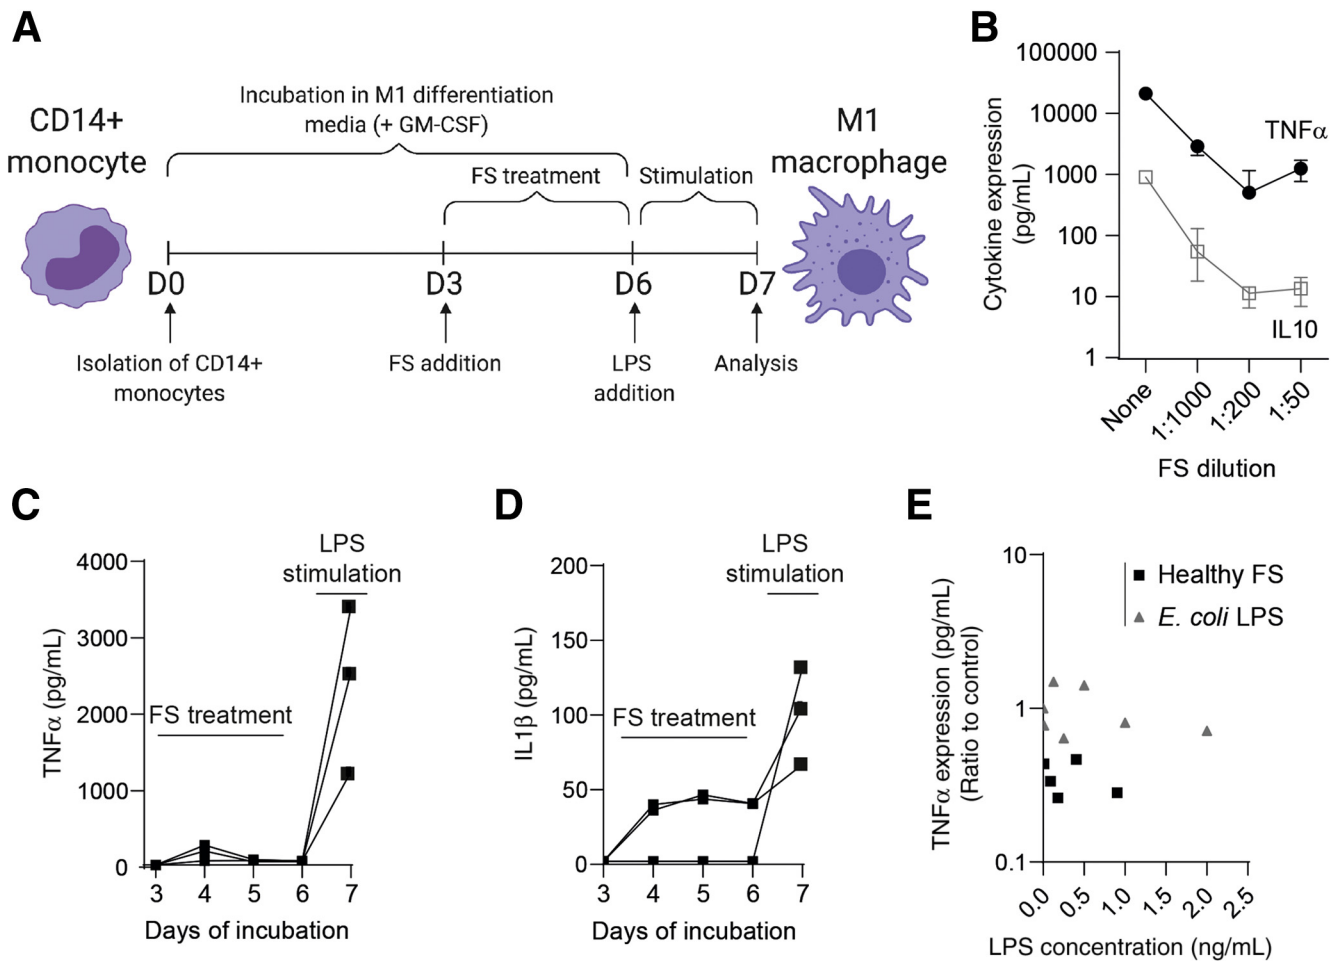 A
CD14+
monocyte
Incubation in M1 differentiation
media (+ GM-CSF)
FS treatment
Stimulation
M1
macrophage
D0
D3
D6
D7
Isolation of CD14+
monocytes
FS addition
LPS
addition
Analysis
B
Cytokine expression
(pg/mL)
100000
10000
1000
100
10
1
TNFα
IL10
None
1:1000
1:200
1:50
FS dilution
C
TNFα (pg/mL)
4000
3000
2000
1000
0
FS treatment
LPS
stimulation
3 4 5 6 7
Days of incubation
D
IL1β (pg/mL)
200
150
100
50
0
FS treatment
LPS
stimulation
3 4 5 6 7
Days of incubation
E
TNFα expression (pg/mL)
(Ratio to control)
10
1
0.1
Healthy FS
E. coli LPS
0.0 0.5 1.0 1.5 2.0 2.5
LPS concentration (ng/mL)